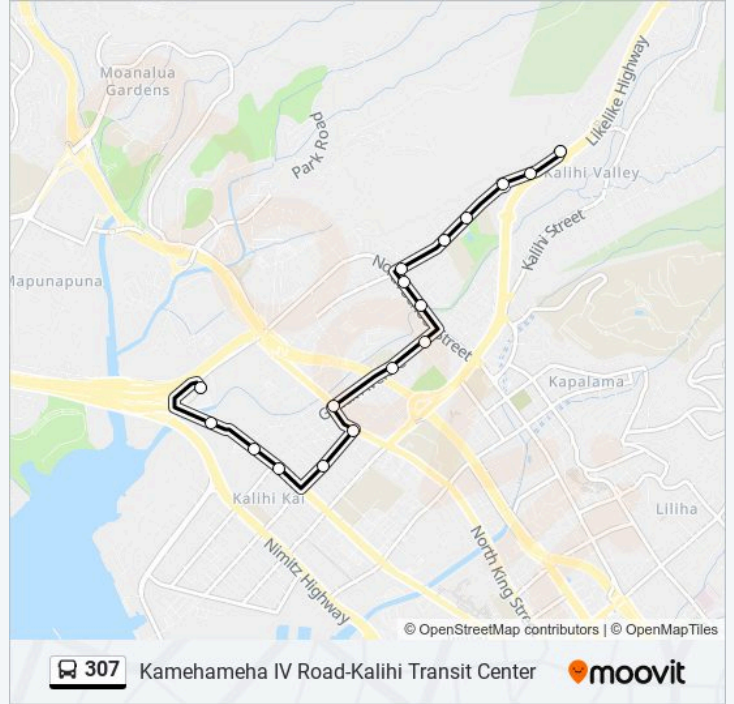 Moanalua
Gardens
Likelike Highway
Park Road
Kalihi Valley
Kalihi Street
Mapunapuna
Street
Kapalama
Kalihi Kai
Liliha
Nimitz Highway
North King Stre
© OpenStreetMap contributors | © OpenMapTiles
307 Kamehameha IV Road-Kalihi Transit Center moovit